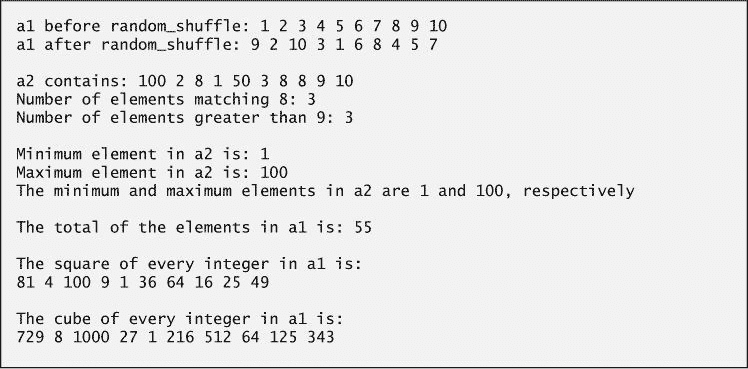 a1 before random_shuffle: 1 2 3 4 5 6 7 8 9 10
a1 after random_shuffle: 9 2 10 3 1 6 8 4 5 7
a2 contains: 100 2 8 1 50 3 8 8 9 10
Number of elements matching 8: 3
Number of elements greater than 9: 3
Minimum element in a2 is: 1
Maximum element in a2 is: 100
The minimum and maximum elements in a2 are 1 and 100, respectively
The total of the elements in a1 is: 55
The square of every integer in a1 is:
81 4 100 9 1 36 64 16 25 49
The cube of every integer in a1 is:
729 8 1000 27 1 216 512 64 125 343